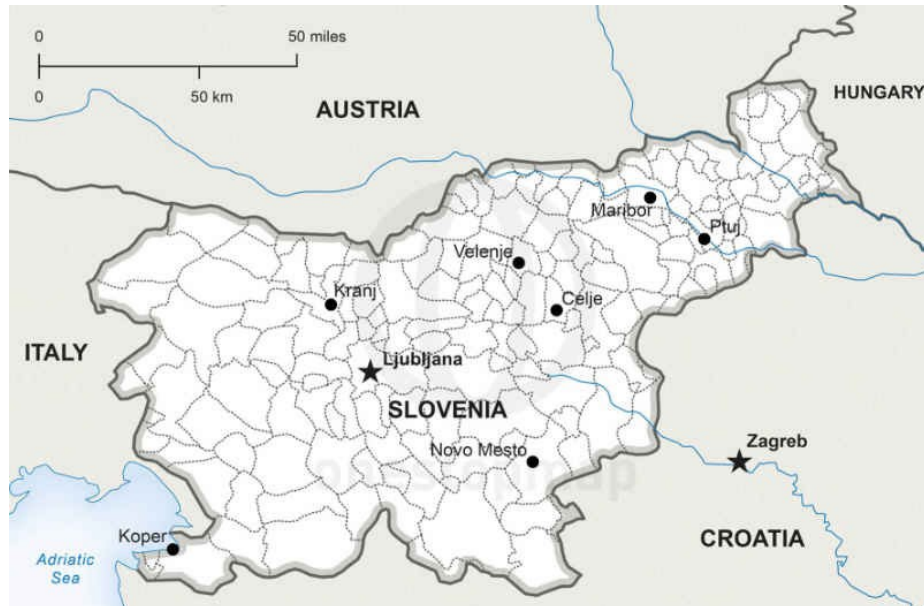 0 50 miles
0 50 km
AUSTRIA
HUNGARY
Maribor
Ptuj
Velenje
Kranj
Celje
ITALY
Ljubljana
SLOVENIA
Novo Mesto
Zagreb
onestopmap
Koper
CROATIA
Adriatic
Sea